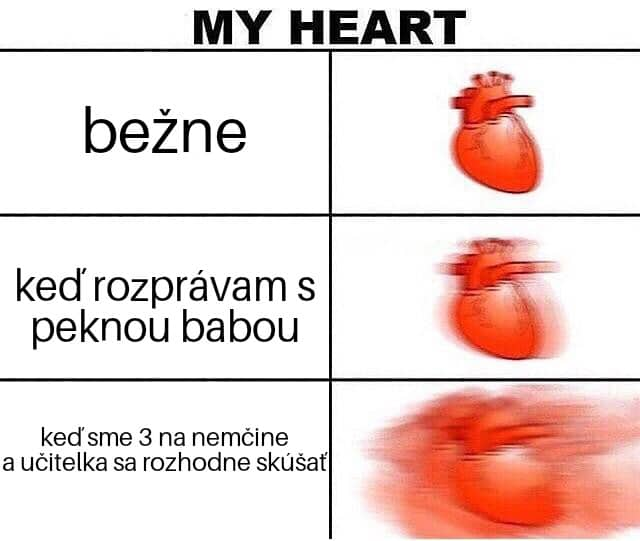 MY HEART
bežne
keď rozprávam s
peknou babou
keď sme 3 na nemčine
a učitelka sa rozhodne skúšať